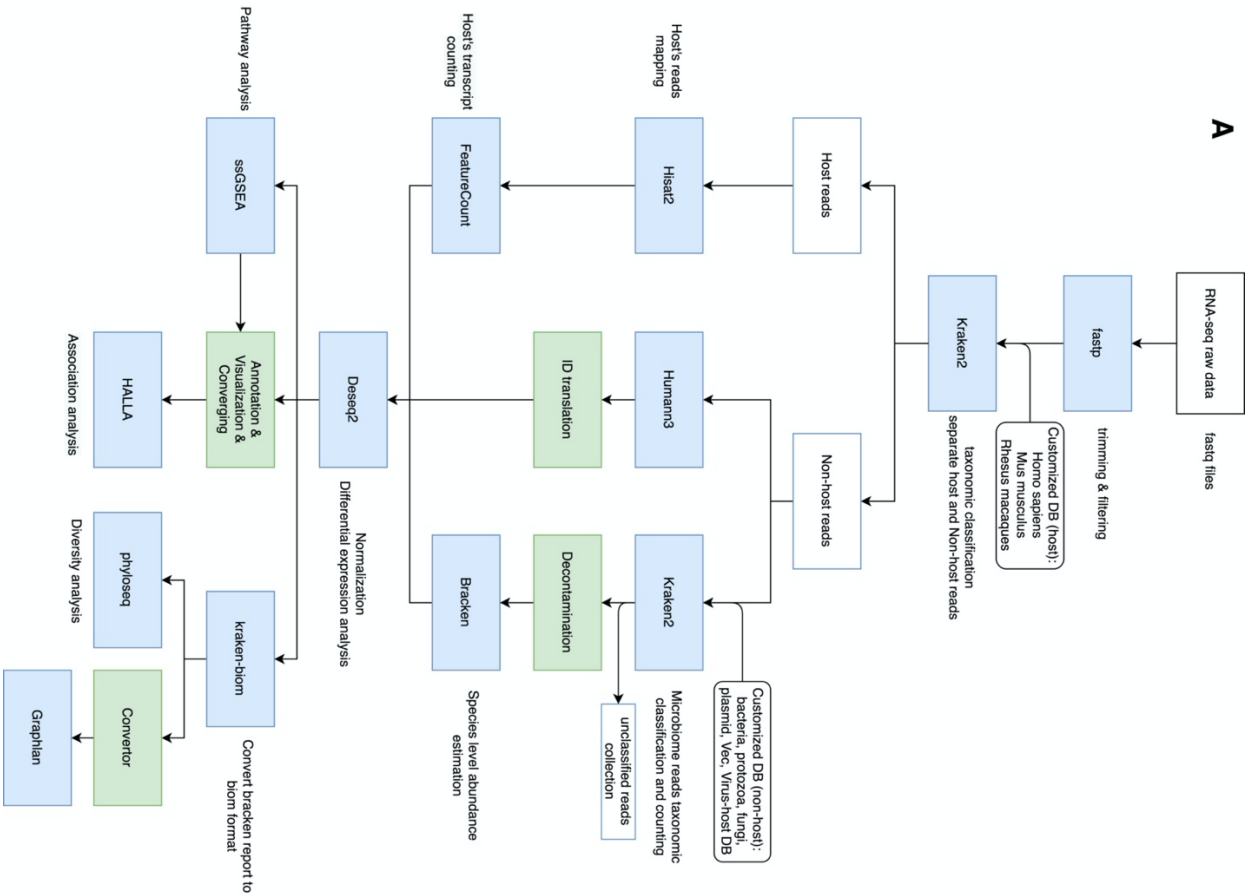 A
RNA-seq raw data
fastq files
fastp
trimming & filtering
Customized DB (host):
Homo sapiens
Mus musculus
Rhesus macaques
Kraken2
taxonomic classification
separate host and Non-host reads
Host reads
Non-host reads
Customized DB (non-host):
bacteria, protozoa, fungi,
plasmid, Vec, Virus-host DB
Host's reads
mapping
Hisat2
Humann3
Kraken2
Microbiome reads taxonomic
classification and counting
unclassified reads
collection
ID translation
Decontamination
Host's transcript
counting
FeatureCount
Bracken
Species level abundance
estimation
Deseq2
Normalization
Differential expression analysis
Pathway analysis
ssGSEA
Annotation &
Visualization &
Converging
kraken-biom
Convert bracken report to
biom format
HALLA
Association analysis
phyloseq
Diversity analysis
Convertor
Graphlan